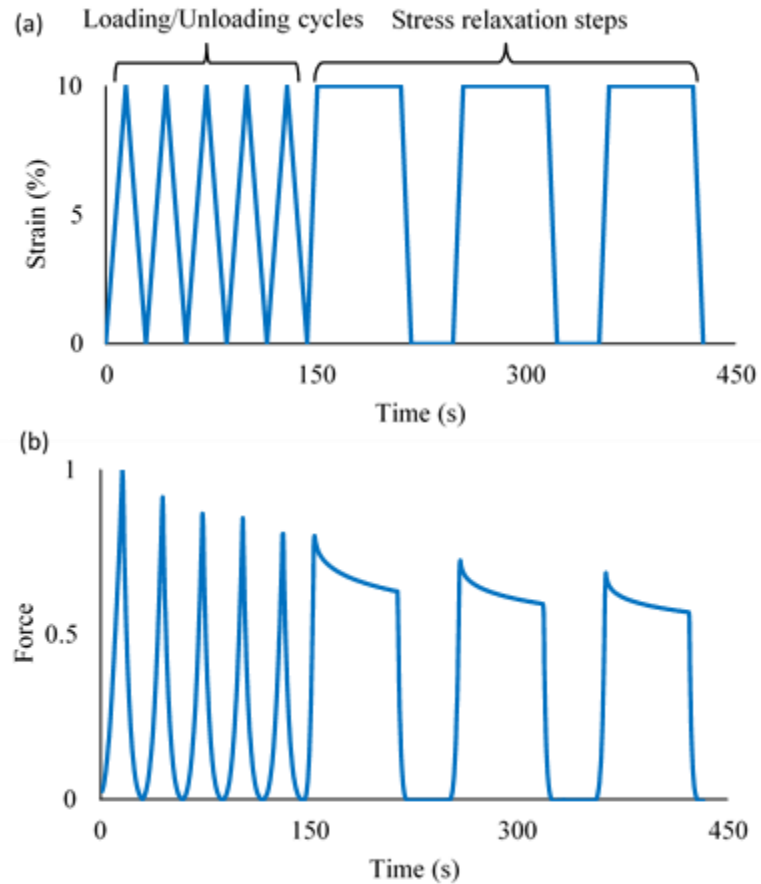 (a)
Loading/Unloading cycles
Stress relaxation steps
10
5
0
Strain (%)
0
150
300
450
Time (s)
(b)
1
0.5
0
Force
0
150
300
450
Time (s)